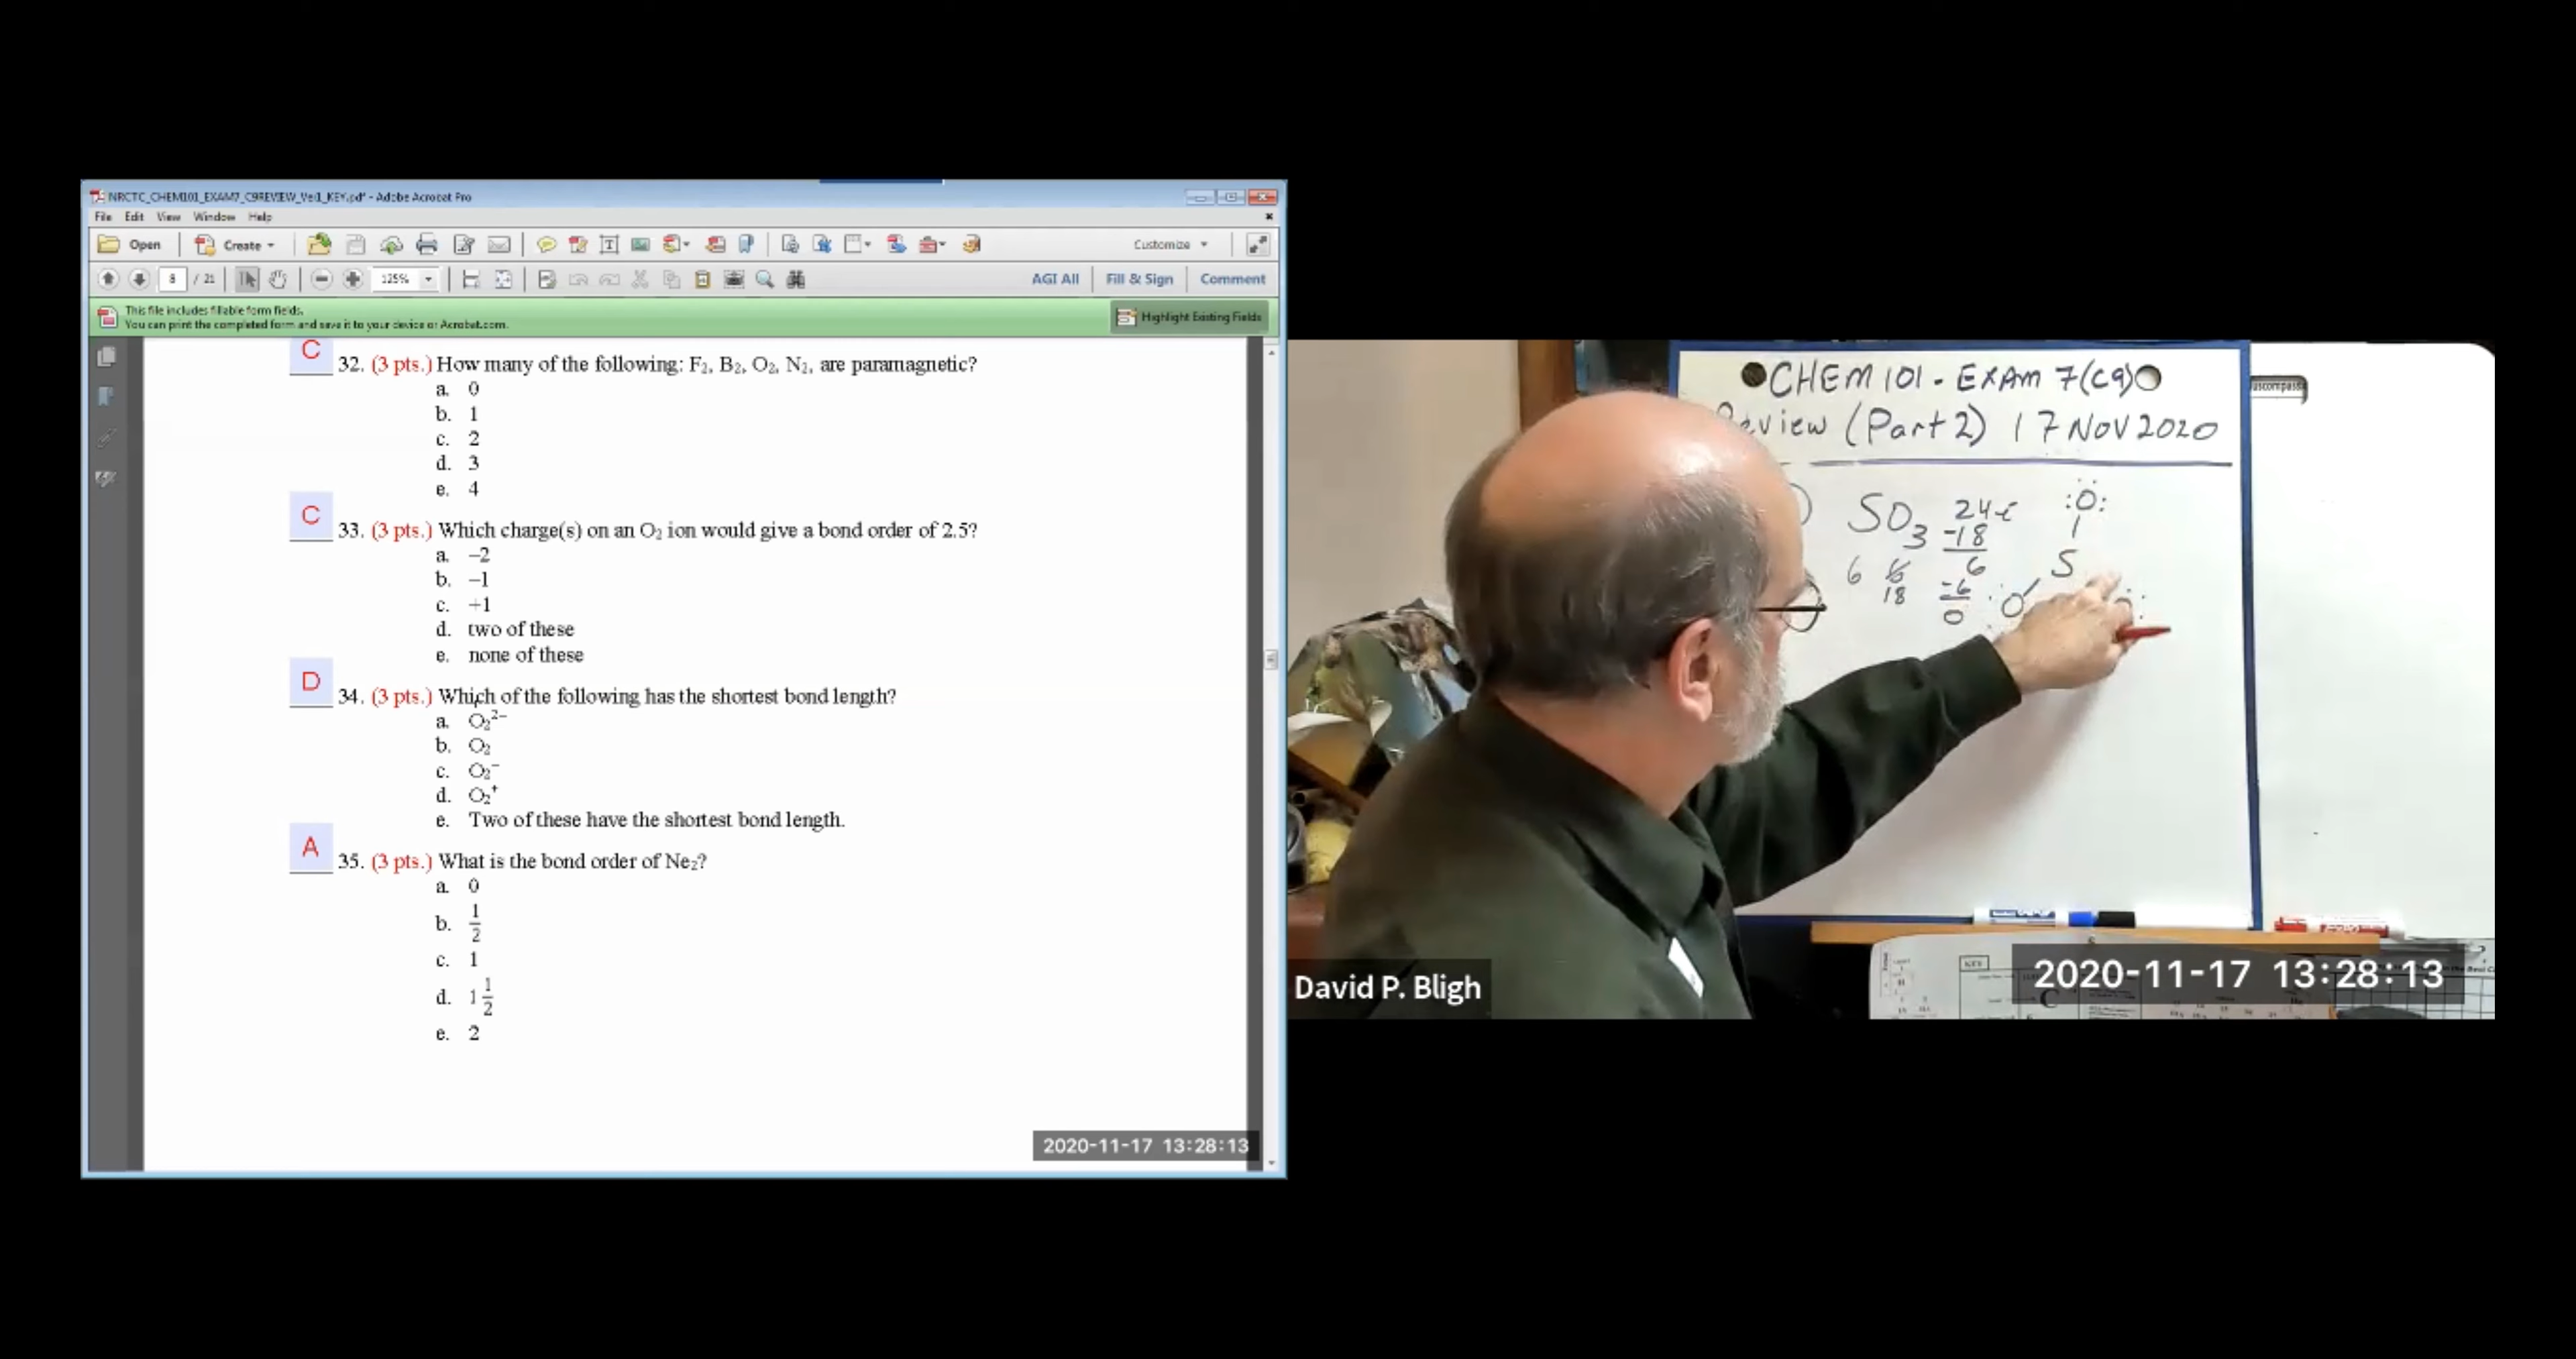 NRCTC_CHEM101_EXAM7_C9REVIEW_Ver1_KEY.pdf* - Adobe Acrobat Pro
File Edit View Window Help
Open Create Customize
8 / 21 125% AGI All Fill & Sign Comment
This file includes fillable form fields.
You can print the completed form and save it to your device or Acrobat.com.
Highlight Existing Fields
C 32. (3 pts.) How many of the following: F₂, B₂, O₂, N₂, are paramagnetic?
a. 0
b. 1
c. 2
d. 3
e. 4
C 33. (3 pts.) Which charge(s) on an O₂ ion would give a bond order of 2.5?
a. –2
b. –1
c. +1
d. two of these
e. none of these
D 34. (3 pts.) Which of the following has the shortest bond length?
a. O₂²⁻
b. O₂
c. O₂⁻
d. O₂⁺
e. Two of these have the shortest bond length.
A 35. (3 pts.) What is the bond order of Ne₂?
a. 0
b. 1/2
c. 1
d. 1 1/2
e. 2
2020-11-17 13:28:13
CHEM 101 - EXAM 7 (C9)
Review (Part 2) 17 NOV 2020
SO₃ 24e⁻ :O:
-18
6 6 6 S
18 -6 O
0
David P. Bligh
2020-11-17 13:28:13